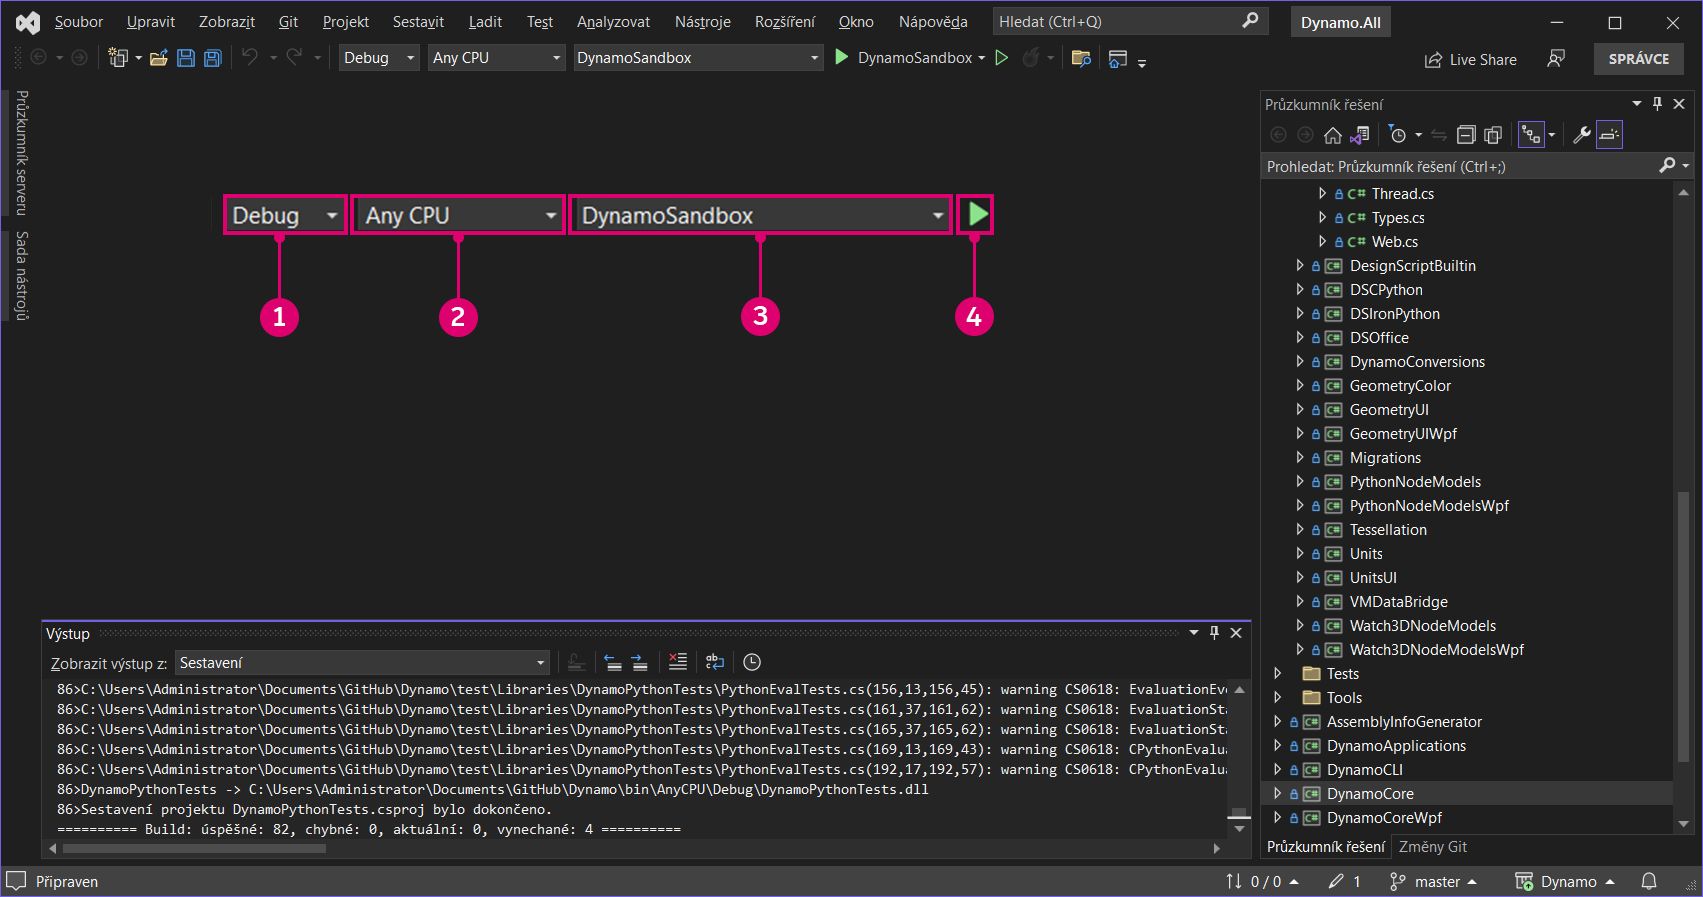 Soubor Upravit Zobrazit Git Projekt Sestavit Ladit Test Analyzovat Nástroje Rozšíření Okno Nápověda Hledat (Ctrl+Q) Dynamo.All
Debug Any CPU DynamoSandbox DynamoSandbox Live Share SPRÁVCE
Průzkumník serveru
Sada nástrojů
Debug Any CPU DynamoSandbox
1 2 3 4
Průzkumník řešení
Prohledat: Průzkumník řešení (Ctrl+;)
C# Thread.cs
C# Types.cs
C# Web.cs
C# DesignScriptBuiltin
C# DSCPython
C# DSIronPython
C# DSOffice
C# DynamoConversions
C# GeometryColor
C# GeometryUI
C# GeometryUIWpf
C# Migrations
C# PythonNodeModels
C# PythonNodeModelsWpf
C# Tessellation
C# Units
C# UnitsUI
C# VMDataBridge
C# Watch3DNodeModels
C# Watch3DNodeModelsWpf
Tests
Tools
C# AssemblyInfoGenerator
C# DynamoApplications
C# DynamoCLI
C# DynamoCore
C# DynamoCoreWpf
Průzkumník řešení Změny Git
Výstup
Zobrazit výstup z: Sestavení
86>C:\Users\Administrator\Documents\GitHub\Dynamo\test\Libraries\DynamoPythonTests\PythonEvalTests.cs(156,13,156,45): warning CS0618: EvaluationEv
86>C:\Users\Administrator\Documents\GitHub\Dynamo\test\Libraries\DynamoPythonTests\PythonEvalTests.cs(161,37,161,62): warning CS0618: EvaluationSt
86>C:\Users\Administrator\Documents\GitHub\Dynamo\test\Libraries\DynamoPythonTests\PythonEvalTests.cs(165,37,165,62): warning CS0618: EvaluationSt
86>C:\Users\Administrator\Documents\GitHub\Dynamo\test\Libraries\DynamoPythonTests\PythonEvalTests.cs(169,13,169,43): warning CS0618: CPythonEvalu
86>C:\Users\Administrator\Documents\GitHub\Dynamo\test\Libraries\DynamoPythonTests\PythonEvalTests.cs(192,17,192,57): warning CS0618: CPythonEvalu
86>DynamoPythonTests -> C:\Users\Administrator\Documents\GitHub\Dynamo\bin\AnyCPU\Debug\DynamoPythonTests.dll
86>Sestavení projektu DynamoPythonTests.csproj bylo dokončeno.
========== Build: úspěšné: 82, chybné: 0, aktuální: 0, vynechané: 4 ==========
Připraven 0 / 0 1 master Dynamo